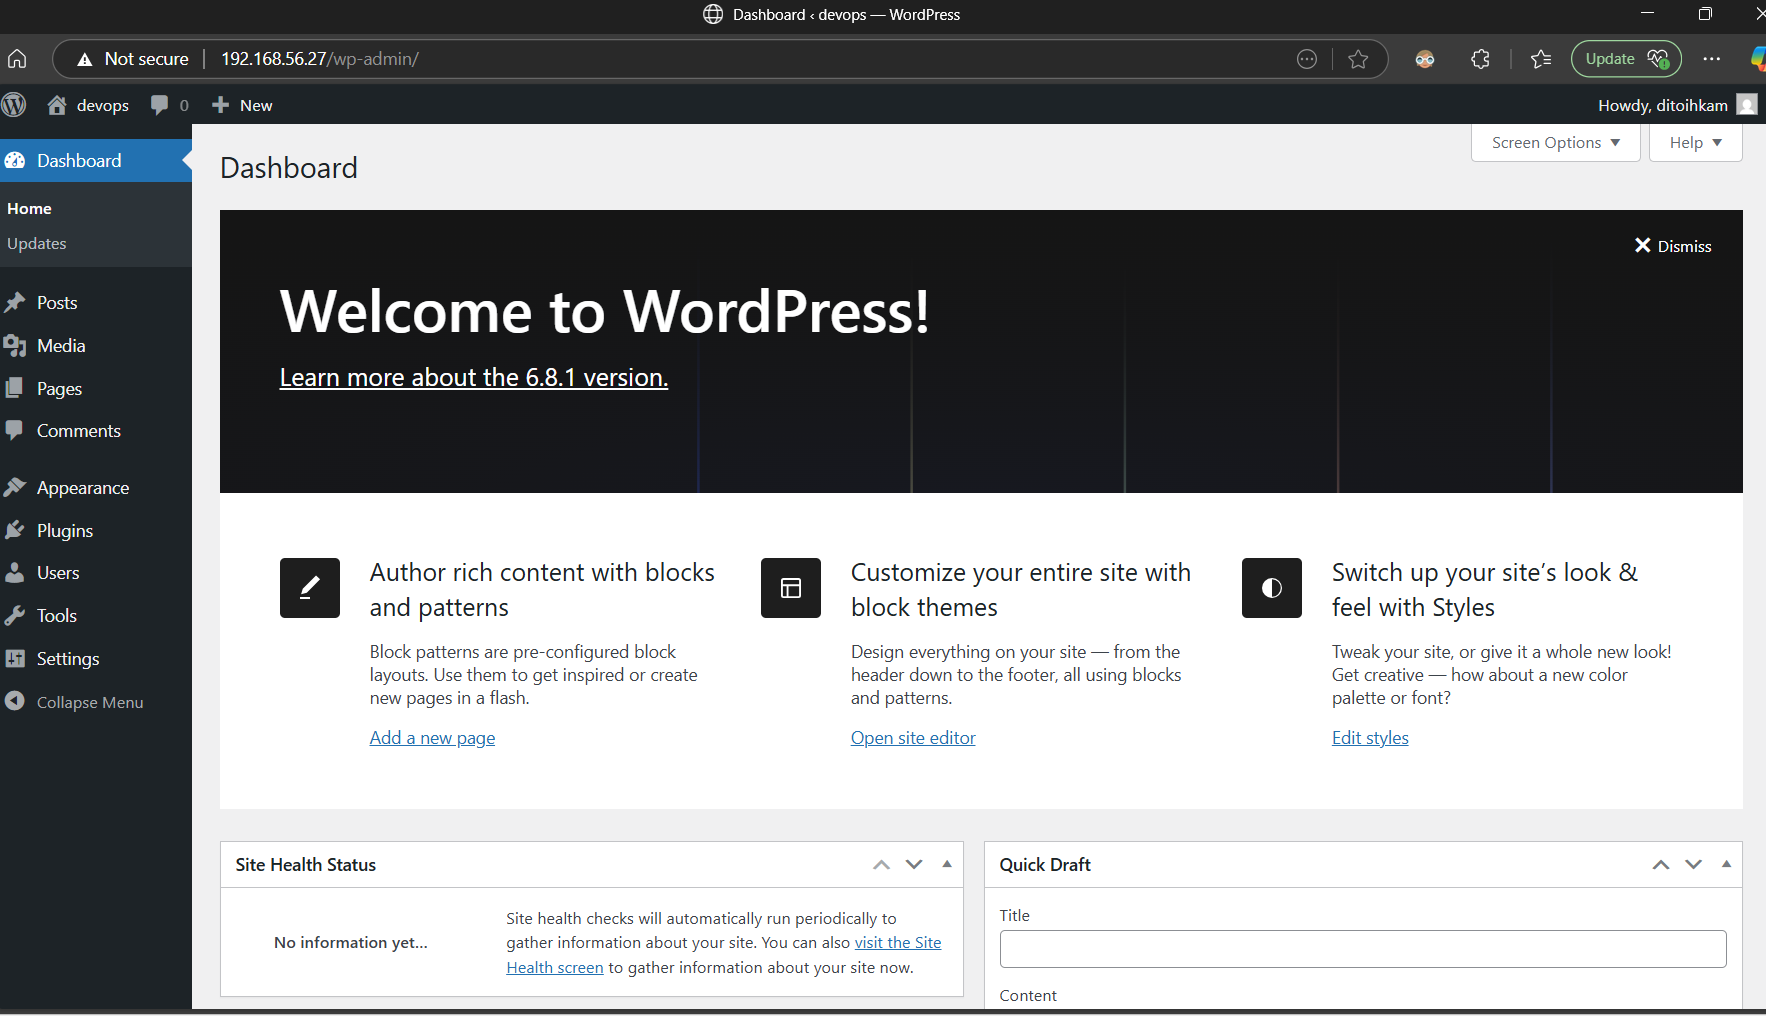 Dashboard ‹ devops — WordPress
Not secure
192.168.56.27/wp-admin/
Update
devops
0
New
Howdy, ditoihkam
Dashboard
Home
Updates
Posts
Media
Pages
Comments
Appearance
Plugins
Users
Tools
Settings
Collapse Menu
Screen Options
Help
Dashboard
Dismiss
Welcome to WordPress!
Learn more about the 6.8.1 version.
Author rich content with blocks
and patterns
Block patterns are pre-configured block
layouts. Use them to get inspired or create
new pages in a flash.
Add a new page
Customize your entire site with
block themes
Design everything on your site — from the
header down to the footer, all using blocks
and patterns.
Open site editor
Switch up your site’s look &
feel with Styles
Tweak your site, or give it a whole new look!
Get creative — how about a new color
palette or font?
Edit styles
Site Health Status
No information yet…
Site health checks will automatically run periodically to
gather information about your site. You can also visit the Site
Health screen to gather information about your site now.
Quick Draft
Title
Content